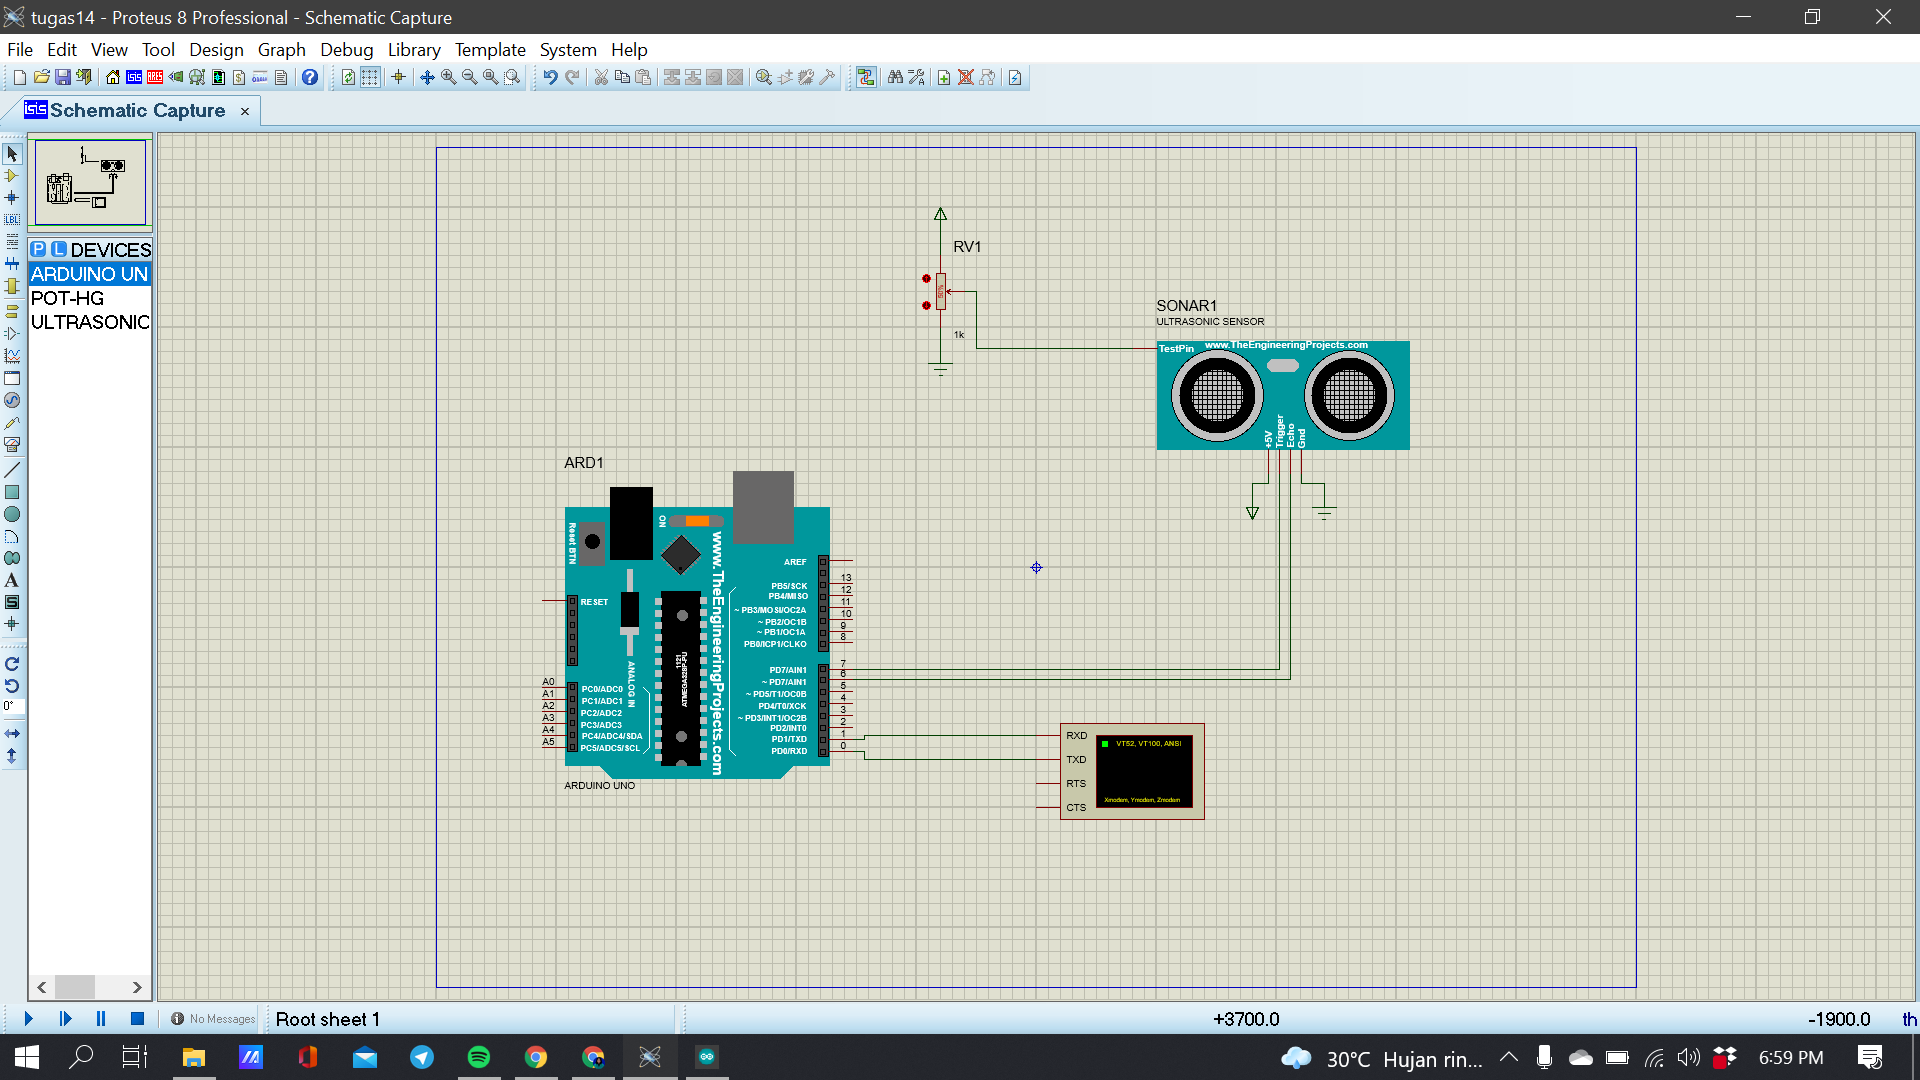 tugas14 - Proteus 8 Professional - Schematic Capture
File Edit View Tool Design Graph Debug Library Template System Help
isis Schematic Capture ×
P L DEVICES
ARDUINO UN
POT-HG
ULTRASONIC
LBL
A
0°
RV1
50%
1k
SONAR1
ULTRASONIC SENSOR
TestPin www.TheEngineeringProjects.com
+5V
Trigger
Echo
Gnd
ARD1
Reset BTN
ON
www.TheEngineeringProjects.com
ANALOG IN
1121
ATMEGA328P-PU
AREF
PB5/SCK 13
PB4/MISO 12
~ PB3/MOSI/OC2A 11
~ PB2/OC1B 10
~ PB1/OC1A 9
PB0/ICP1/CLKO 8
PD7/AIN1 7
~ PD7/AIN1 6
~ PD5/T1/OC0B 5
PD4/T0/XCK 4
~ PD3/INT1/OC2B 3
PD2/INT0 2
PD1/TXD 1
PD0/RXD 0
RESET
A0 PC0/ADC0
A1 PC1/ADC1
A2 PC2/ADC2
A3 PC3/ADC3
A4 PC4/ADC4/SDA
A5 PC5/ADC5/SCL
ARDUINO UNO
RXD
TXD
RTS
CTS
VT52, VT100, ANSI
Xmodem, Ymodem, Zmodem
No Messages Root sheet 1 +3700.0 -1900.0 th
30°C Hujan rin... 6:59 PM